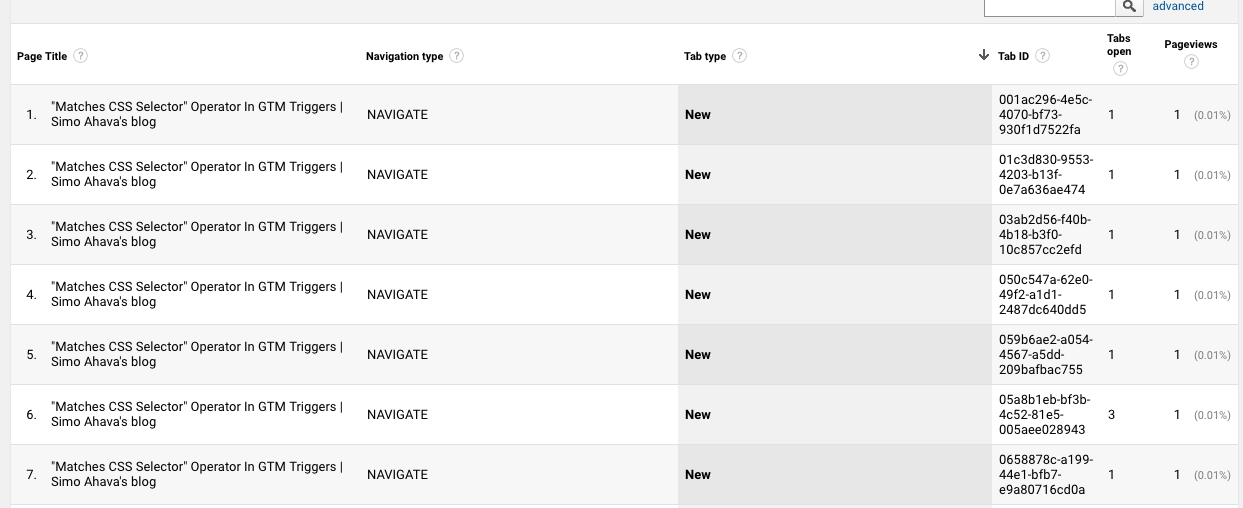 advanced
Page Title ? Navigation type ? Tab type ? Tab ID ? Tabs open ? Pageviews ?
1. "Matches CSS Selector" Operator In GTM Triggers |
Simo Ahava's blog
NAVIGATE
New
001ac296-4e5c-
4070-bf73-
930f1d7522fa
1
1 (0.01%)
2. "Matches CSS Selector" Operator In GTM Triggers |
Simo Ahava's blog
NAVIGATE
New
01c3d830-9553-
4203-b13f-
0e7a636ae474
1
1 (0.01%)
3. "Matches CSS Selector" Operator In GTM Triggers |
Simo Ahava's blog
NAVIGATE
New
03ab2d56-f40b-
4b18-b3f0-
10c857cc2efd
1
1 (0.01%)
4. "Matches CSS Selector" Operator In GTM Triggers |
Simo Ahava's blog
NAVIGATE
New
050c547a-62e0-
49f2-a1d1-
2487dc640dd5
1
1 (0.01%)
5. "Matches CSS Selector" Operator In GTM Triggers |
Simo Ahava's blog
NAVIGATE
New
059b6ae2-a054-
4567-a5dd-
209bafbac755
1
1 (0.01%)
6. "Matches CSS Selector" Operator In GTM Triggers |
Simo Ahava's blog
NAVIGATE
New
05a8b1eb-bf3b-
4c52-81e5-
005aee028943
3
1 (0.01%)
7. "Matches CSS Selector" Operator In GTM Triggers |
Simo Ahava's blog
NAVIGATE
New
0658878c-a199-
44e1-bfb7-
e9a80716cd0a
1
1 (0.01%)